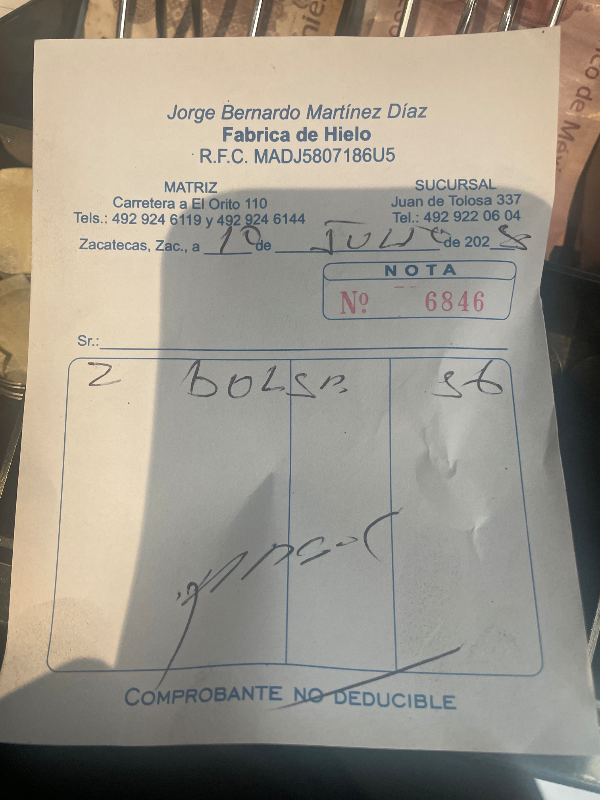 Jorge Bernardo Martínez Díaz
Fabrica de Hielo
R.F.C. MADJ5807186U5
MATRIZ
Carretera a El Orito 110
Tels.: 492 924 6119 y 492 924 6144
SUCURSAL
Juan de Tolosa 337
Tel.: 492 922 06 04
Zacatecas, Zac., a 10 de JULIO de 202
NOTA
Nº 6846
Sr.:
2 BOLSA 56
COMPROBANTE NO DEDUCIBLE